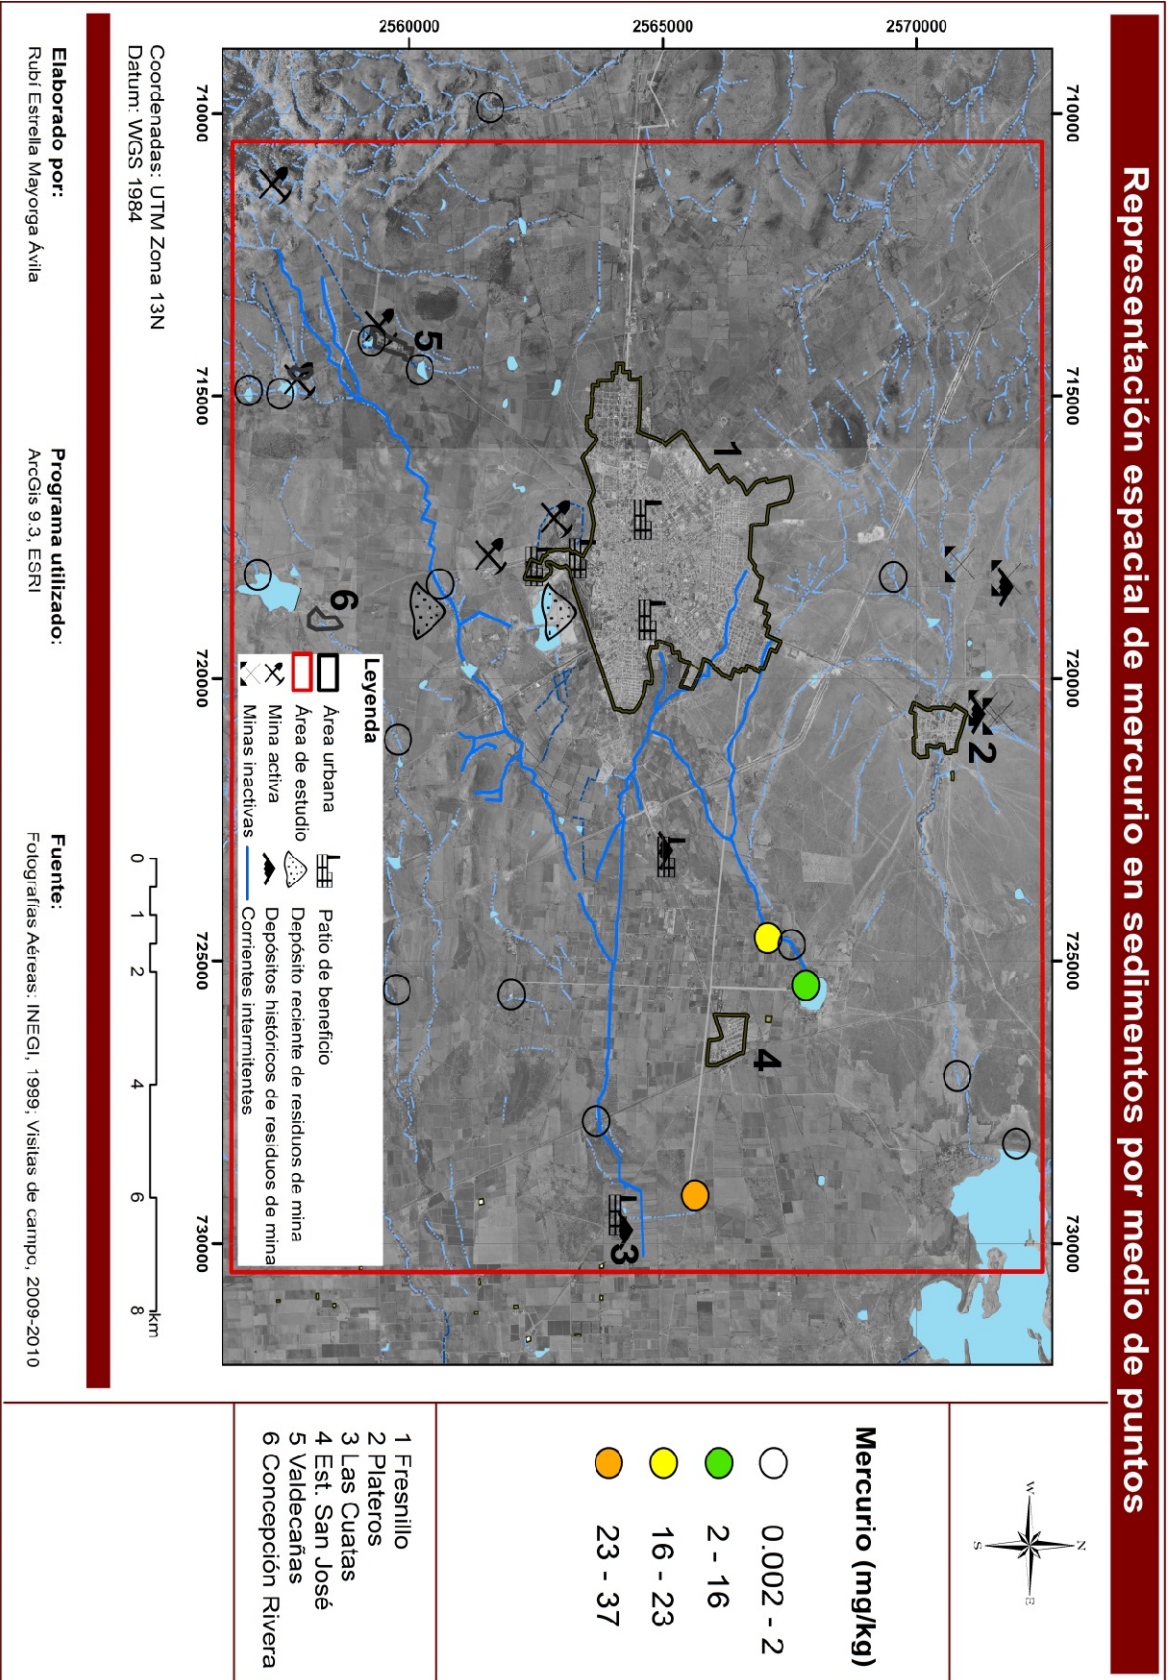 Representación espacial de mercurio en sedimentos por medio de puntos
710000
715000
720000
725000
730000
2570000
2565000
2560000
1
2
3
4
5
6
710000
715000
720000
725000
730000
Leyenda
Área urbana
Área de estudio
Mina activa
Minas inactivas
Patio de beneficio
Depósito reciente de residuos de mina
Depósitos históricos de residuos de mina
Corrientes intermitentes
N
W
E
S
Mercurio (mg/kg)
0.002 - 2
2 - 16
16 - 23
23 - 37
1 Fresnillo
2 Plateros
3 Las Cuatas
4 Est. San José
5 Valdecañas
6 Concepción Rivera
Coordenadas: UTM Zona 13N
Datum: WGS 1984
0 1 2 4 6 8 km
Elaborado por:
Rubí Estrella Mayorga Ávila
Programa utilizado:
ArcGis 9.3, ESRI
Fuente:
Fotografías Aéreas: INEGI, 1999; Visitas de campo, 2009-2010